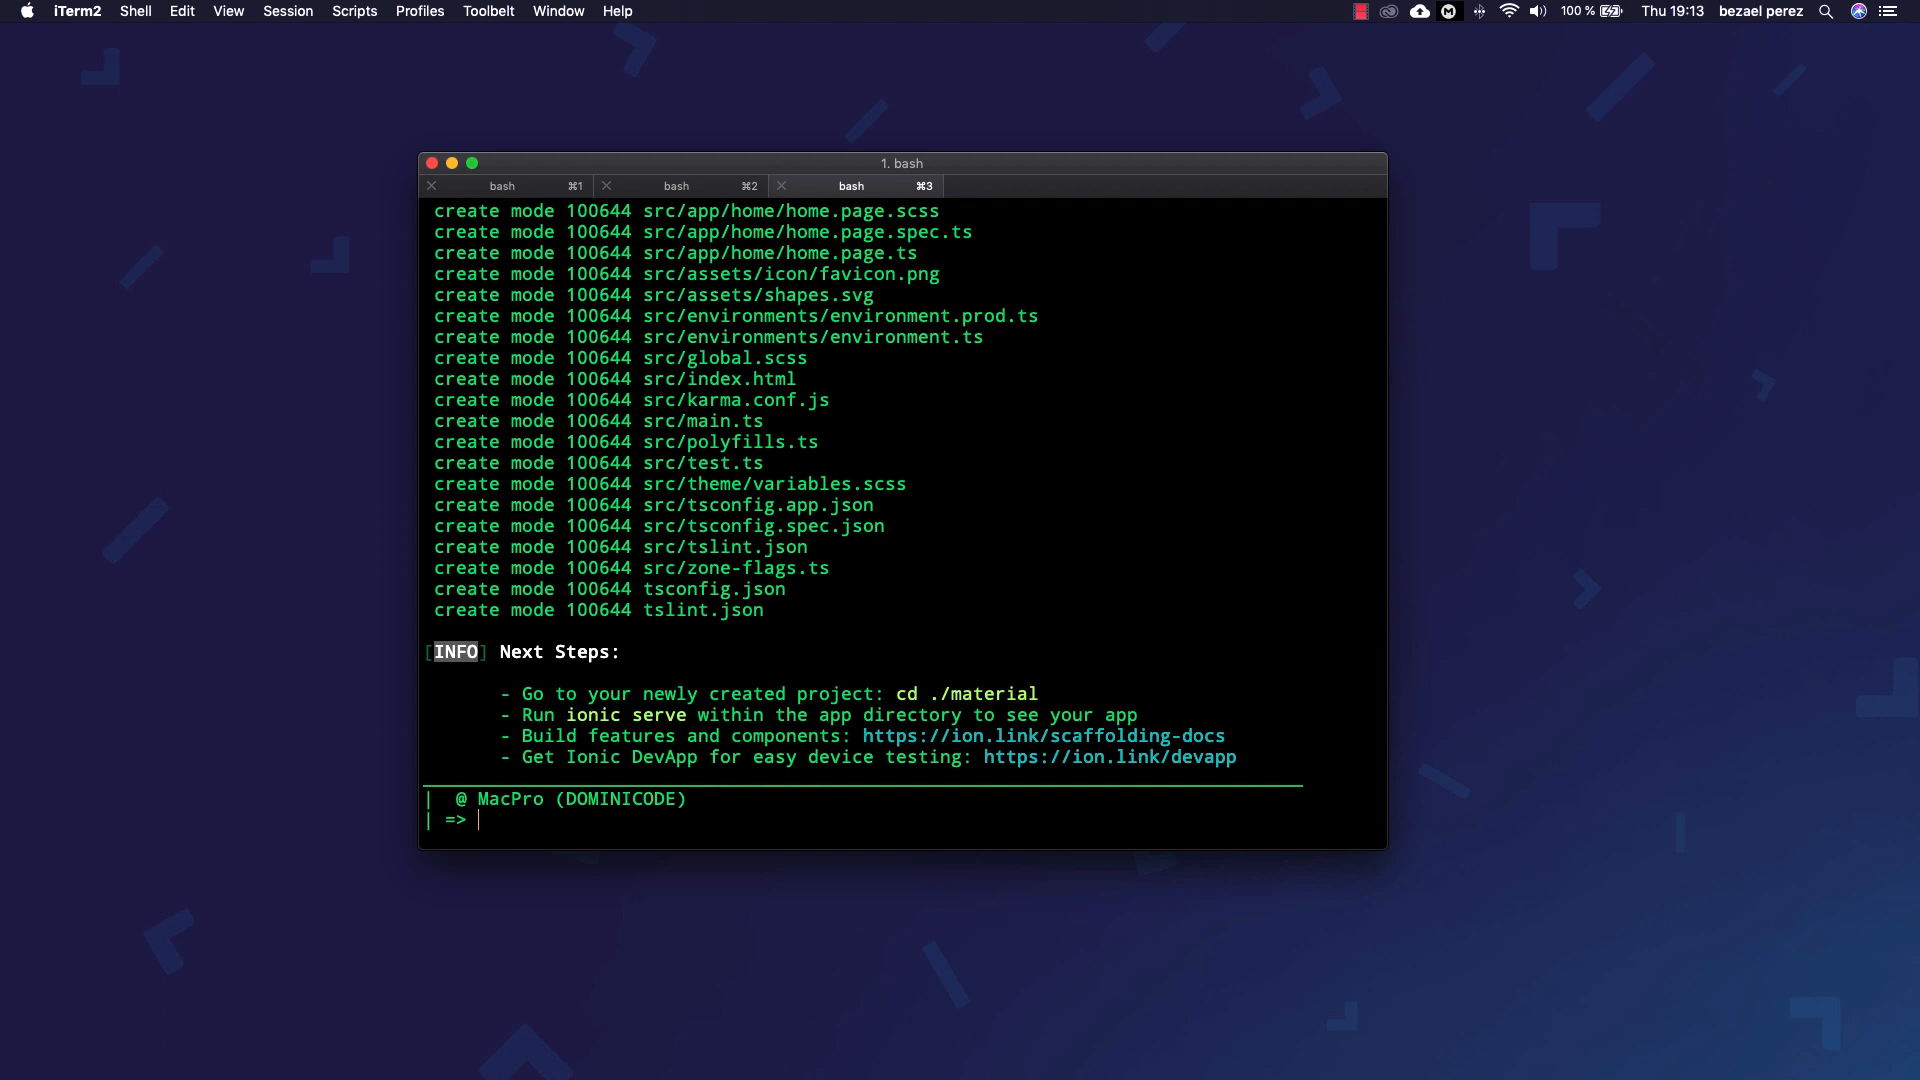 iTerm2 Shell Edit View Session Scripts Profiles Toolbelt Window Help 100 % Thu 19:13 bezael perez
1. bash
bash ⌘1 bash ⌘2 bash ⌘3
create mode 100644 src/app/home/home.page.scss
create mode 100644 src/app/home/home.page.spec.ts
create mode 100644 src/app/home/home.page.ts
create mode 100644 src/assets/icon/favicon.png
create mode 100644 src/assets/shapes.svg
create mode 100644 src/environments/environment.prod.ts
create mode 100644 src/environments/environment.ts
create mode 100644 src/global.scss
create mode 100644 src/index.html
create mode 100644 src/karma.conf.js
create mode 100644 src/main.ts
create mode 100644 src/polyfills.ts
create mode 100644 src/test.ts
create mode 100644 src/theme/variables.scss
create mode 100644 src/tsconfig.app.json
create mode 100644 src/tsconfig.spec.json
create mode 100644 src/tslint.json
create mode 100644 src/zone-flags.ts
create mode 100644 tsconfig.json
create mode 100644 tslint.json
[INFO] Next Steps:
- Go to your newly created project: cd ./material
- Run ionic serve within the app directory to see your app
- Build features and components: https://ion.link/scaffolding-docs
- Get Ionic DevApp for easy device testing: https://ion.link/devapp
| @ MacPro (DOMINICODE)
| =>